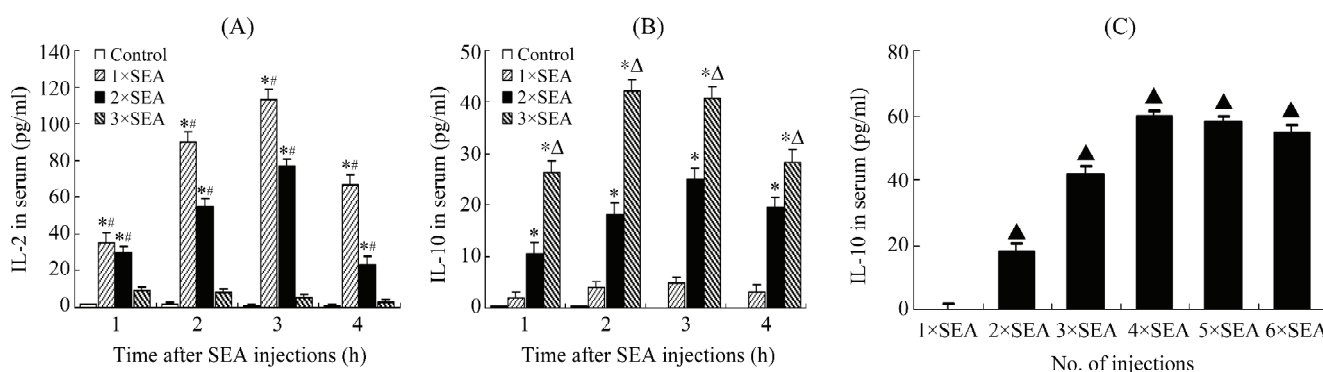 (A)
IL-2 in serum (pg/ml)
140
120
100
80
60
40
20
0
Control
1×SEA
2×SEA
3×SEA
*#
*#
*#
*#
*#
*#
*#
*#
1 2 3 4
Time after SEA injections (h)
(B)
IL-10 in serum (pg/ml)
50
40
30
20
10
0
Control
1×SEA
2×SEA
3×SEA
*
*Δ
*
*Δ
*
*Δ
*
*Δ
1 2 3 4
Time after SEA injections (h)
(C)
IL-10 in serum (pg/ml)
80
60
40
20
0
▲
▲
▲
▲
▲
1×SEA 2×SEA 3×SEA 4×SEA 5×SEA 6×SEA
No. of injections